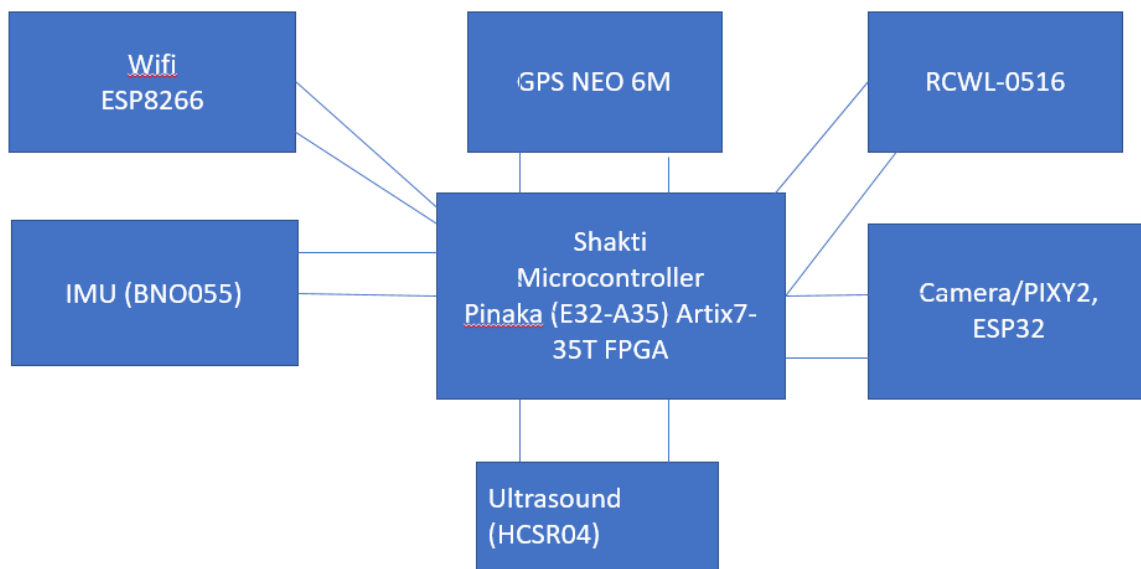 Wifi
ESP8266
GPS NEO 6M
RCWL-0516
IMU (BNO055)
Shakti
Microcontroller
Pinaka (E32-A35) Artix7-
35T FPGA
Camera/PIXY2,
ESP32
Ultrasound
(HCSR04)